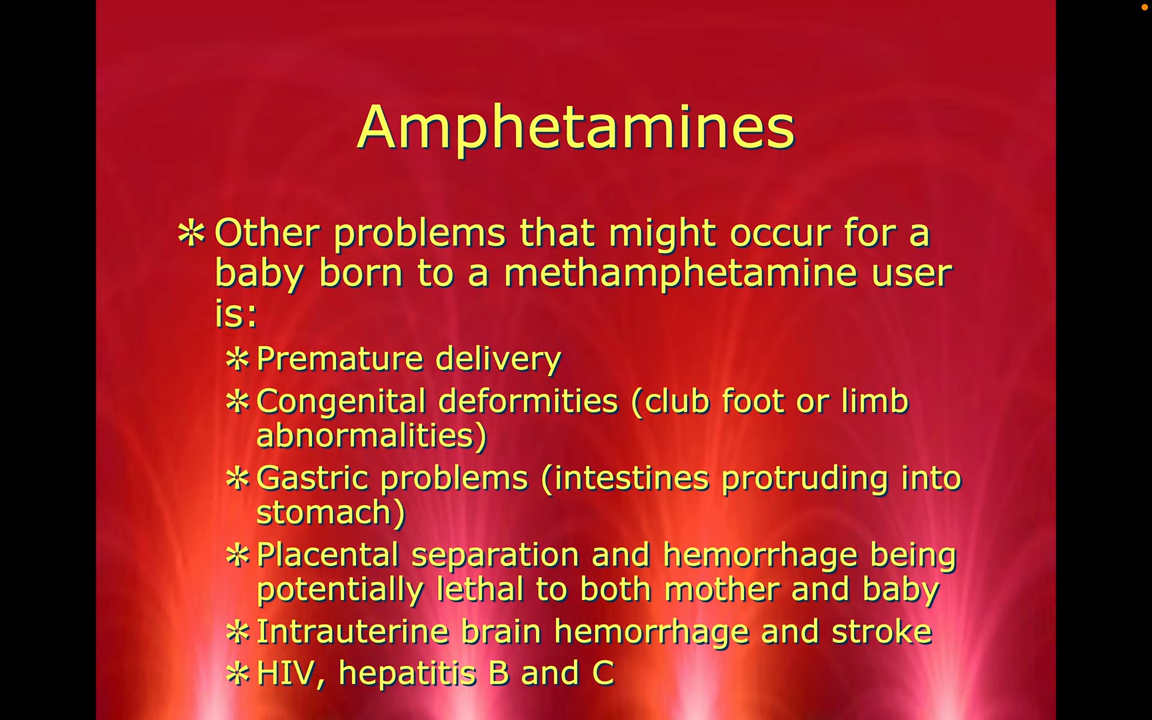 Amphetamines
✲ Other problems that might occur for a
baby born to a methamphetamine user
is:
✲ Premature delivery
✲ Congenital deformities (club foot or limb
abnormalities)
✲ Gastric problems (intestines protruding into
stomach)
✲ Placental separation and hemorrhage being
potentially lethal to both mother and baby
✲ Intrauterine brain hemorrhage and stroke
✲ HIV, hepatitis B and C